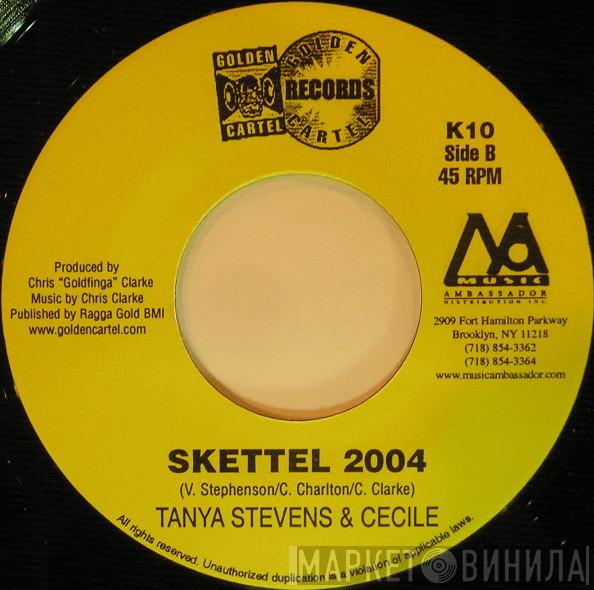 GOLDEN
CARTEL
GOLDEN
RECORDS
CARTEL
K10
Side B
45 RPM
Produced by
Chris "Goldfinga" Clarke
Music by Chris Clarke
Published by Ragga Gold BMI
www.goldencartel.com
MUSIC
AMBASSADOR
DISTRIBUTION INC.
2909 Fort Hamilton Parkway
Brooklyn, NY 11218
(718) 854-3362
(718) 854-3364
www.musicambassador.com
SKETTEL 2004
(V. Stephenson/C. Charlton/C. Clarke)
TANYA STEVENS & CECILE
All rights reserved. Unauthorized duplication is a violation of applicable laws.
МАРКЕТ ВИНИЛА